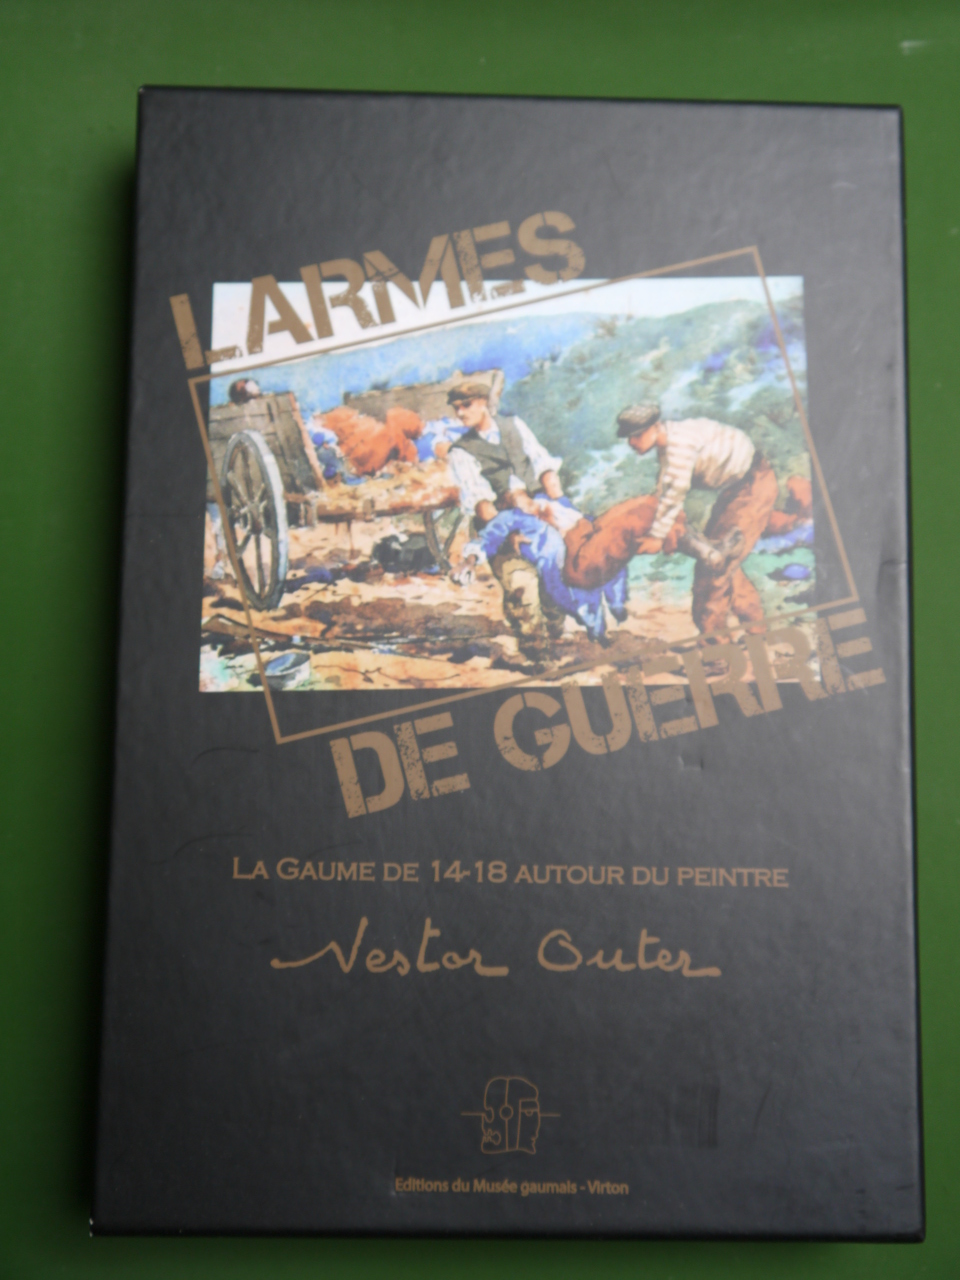 LARMES
DE GUERRE
LA GAUME DE 14-18 AUTOUR DU PEINTRE
Nestor Outer
Editions du Musée gaumais - Virton